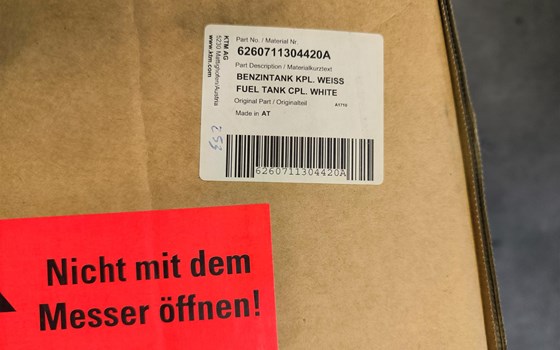 KTM AG
5230 Mattighofen/Austria
www.ktm.com
Part No. / Material Nr
6260711304420A
Part Description / Materialkurztext
BENZINTANK KPL. WEISS
FUEL TANK CPL. WHITE
Original Part / Originalteil
Made in AT
253
6260711304420A
Nicht mit dem
Messer öffnen!